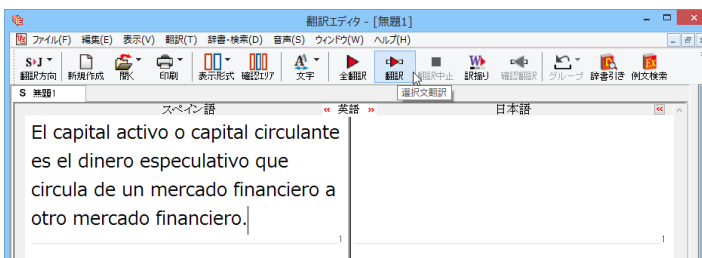 翻訳エディタ - [無題1]
ファイル(F) 編集(E) 表示(V) 翻訳(T) 辞書・検索(D) 音声(S) ウィンドウ(W) ヘルプ(H)
S›J
翻訳方向 新規作成 開く 印刷 表示形式 確認エリア 文字 全翻訳 翻訳 翻訳中止 訳振り 確認翻訳 グループ 辞書引き 例文検索
選択文翻訳
S 無題1
スペイン語 « 英語 » 日本語 «
El capital activo o capital circulante
es el dinero especulativo que
circula de un mercado financiero a
otro mercado financiero.
1 1